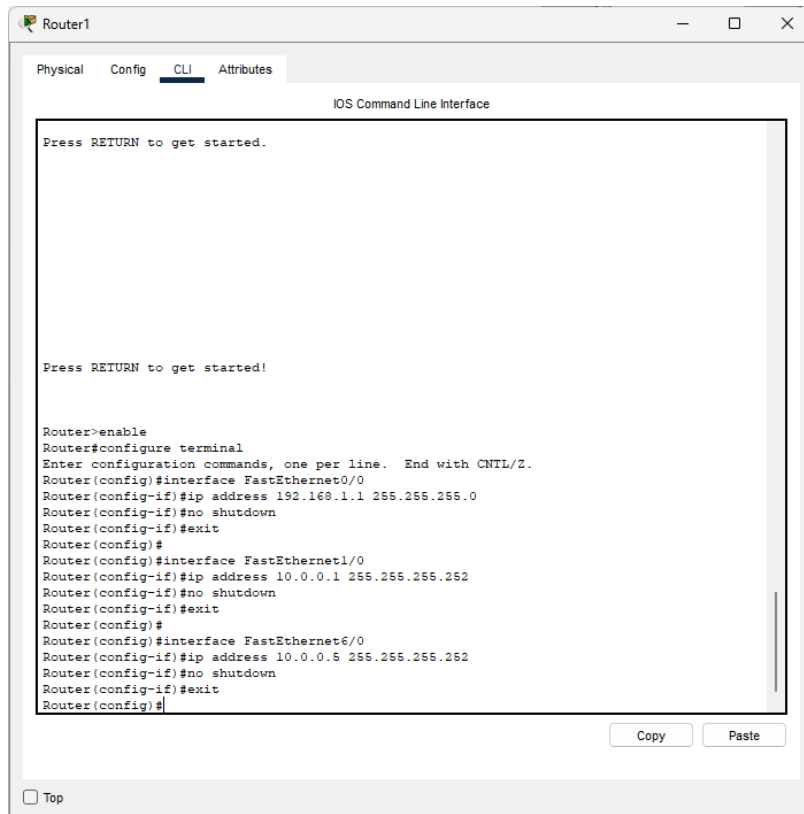 Router1
Physical Config CLI Attributes
IOS Command Line Interface
Press RETURN to get started.
Press RETURN to get started!
Router>enable
Router#configure terminal
Enter configuration commands, one per line.  End with CNTL/Z.
Router(config)#interface FastEthernet0/0
Router(config-if)#ip address 192.168.1.1 255.255.255.0
Router(config-if)#no shutdown
Router(config-if)#exit
Router(config)#
Router(config)#interface FastEthernet1/0
Router(config-if)#ip address 10.0.0.1 255.255.255.252
Router(config-if)#no shutdown
Router(config-if)#exit
Router(config)#
Router(config)#interface FastEthernet6/0
Router(config-if)#ip address 10.0.0.5 255.255.255.252
Router(config-if)#no shutdown
Router(config-if)#exit
Router(config)#
Copy Paste
Top